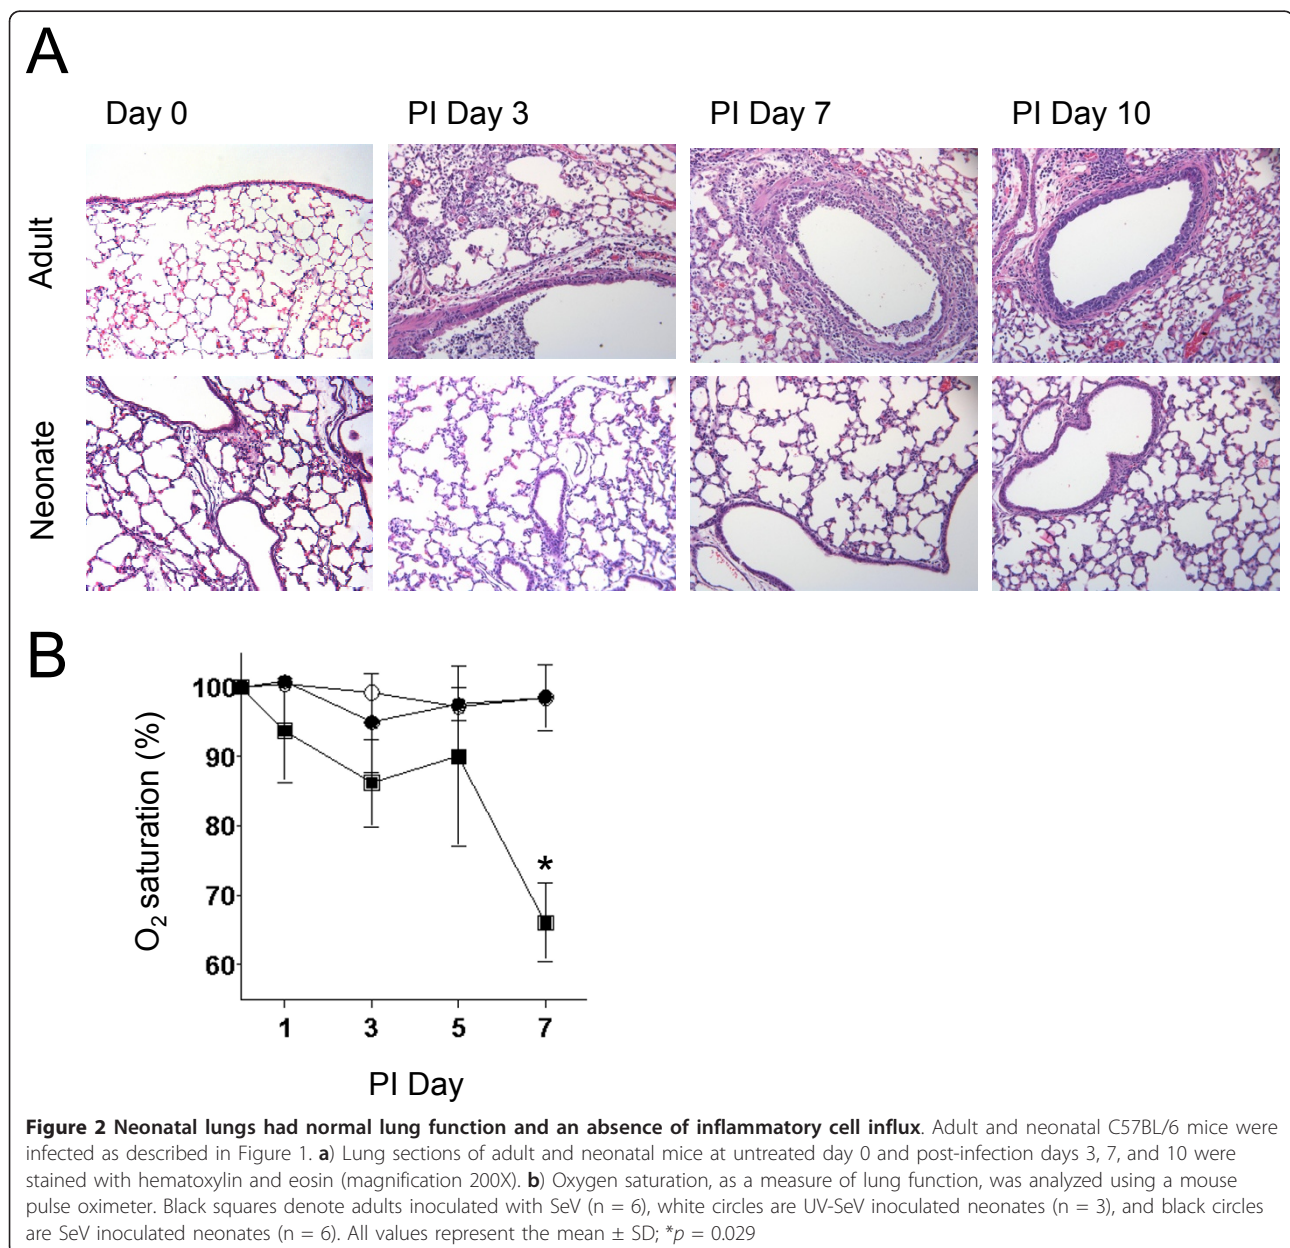 A
Day 0 PI Day 3 PI Day 7 PI Day 10
Adult
Neonate
B
O2 saturation (%)
100
90
80
70
60
*
1 3 5 7
PI Day
Figure 2 Neonatal lungs had normal lung function and an absence of inflammatory cell influx. Adult and neonatal C57BL/6 mice were
infected as described in Figure 1. a) Lung sections of adult and neonatal mice at untreated day 0 and post-infection days 3, 7, and 10 were
stained with hematoxylin and eosin (magnification 200X). b) Oxygen saturation, as a measure of lung function, was analyzed using a mouse
pulse oximeter. Black squares denote adults inoculated with SeV (n = 6), white circles are UV-SeV inoculated neonates (n = 3), and black circles
are SeV inoculated neonates (n = 6). All values represent the mean ± SD; *p = 0.029